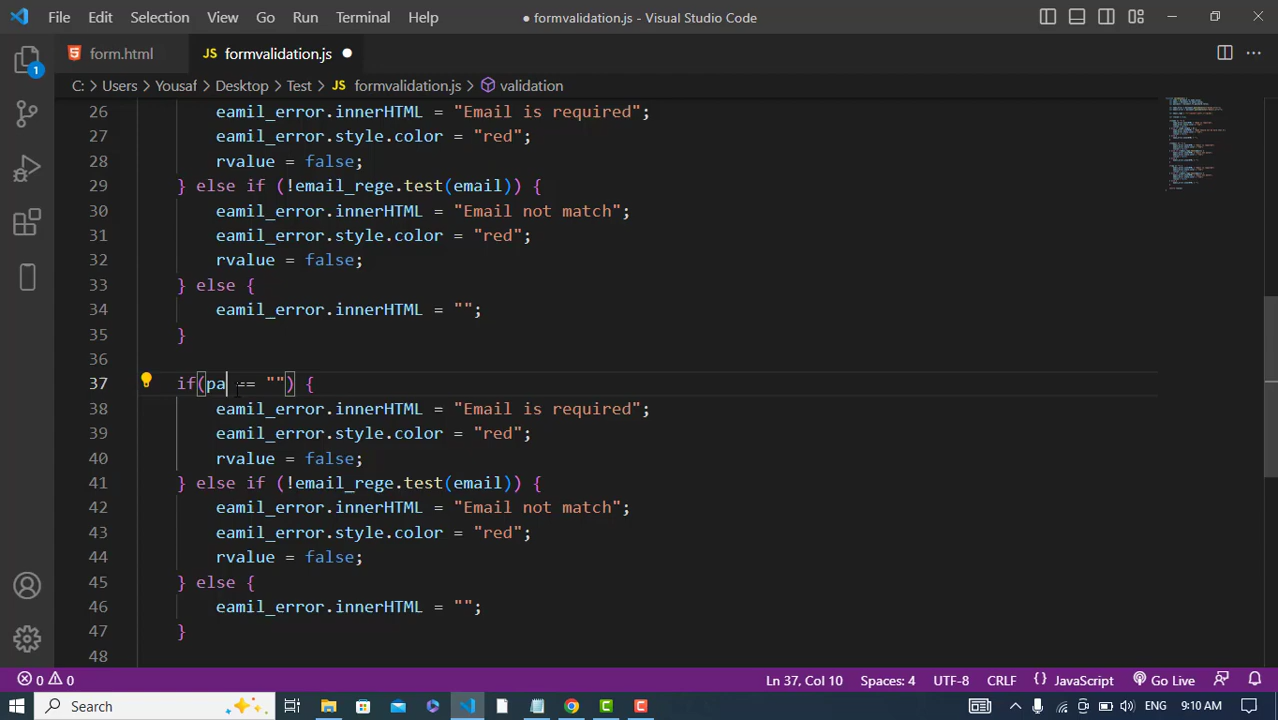 File Edit Selection View Go Run Terminal Help ● formvalidation.js - Visual Studio Code
form.html JS formvalidation.js ●
C: > Users > Yousaf > Desktop > Test > JS formvalidation.js > validation
26 eamil_error.innerHTML = "Email is required";
27 eamil_error.style.color = "red";
28 rvalue = false;
29 } else if (!email_rege.test(email)) {
30 eamil_error.innerHTML = "Email not match";
31 eamil_error.style.color = "red";
32 rvalue = false;
33 } else {
34 eamil_error.innerHTML = "";
35 }
36
37 if(pa == "") {
38 eamil_error.innerHTML = "Email is required";
39 eamil_error.style.color = "red";
40 rvalue = false;
41 } else if (!email_rege.test(email)) {
42 eamil_error.innerHTML = "Email not match";
43 eamil_error.style.color = "red";
44 rvalue = false;
45 } else {
46 eamil_error.innerHTML = "";
47 }
48
1
0 0 Ln 37, Col 10 Spaces: 4 UTF-8 CRLF {} JavaScript Go Live
Search ENG 9:10 AM